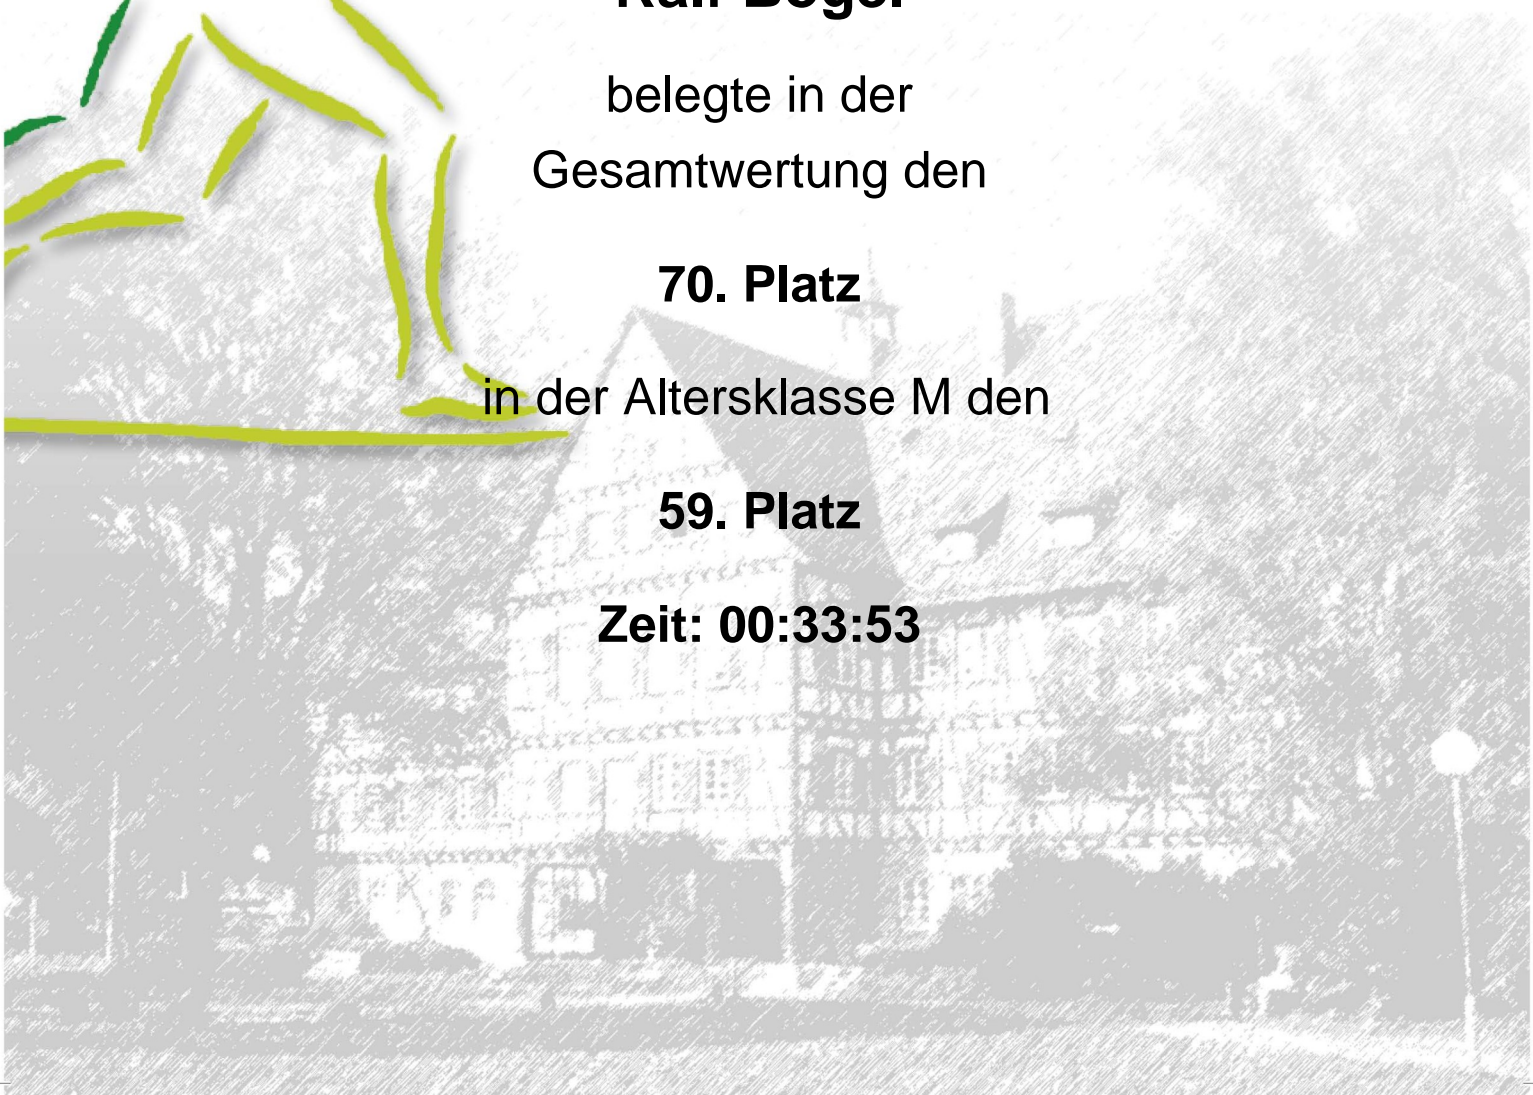 belegte in der
Gesamtwertung den
70. Platz
in der Altersklasse M den
59. Platz
Zeit: 00:33:53